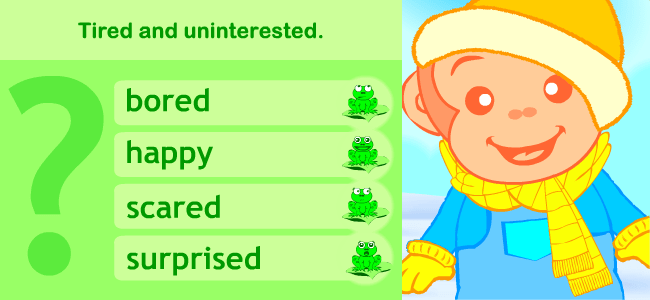 Tired and uninterested.
?
bored
happy
scared
surprised